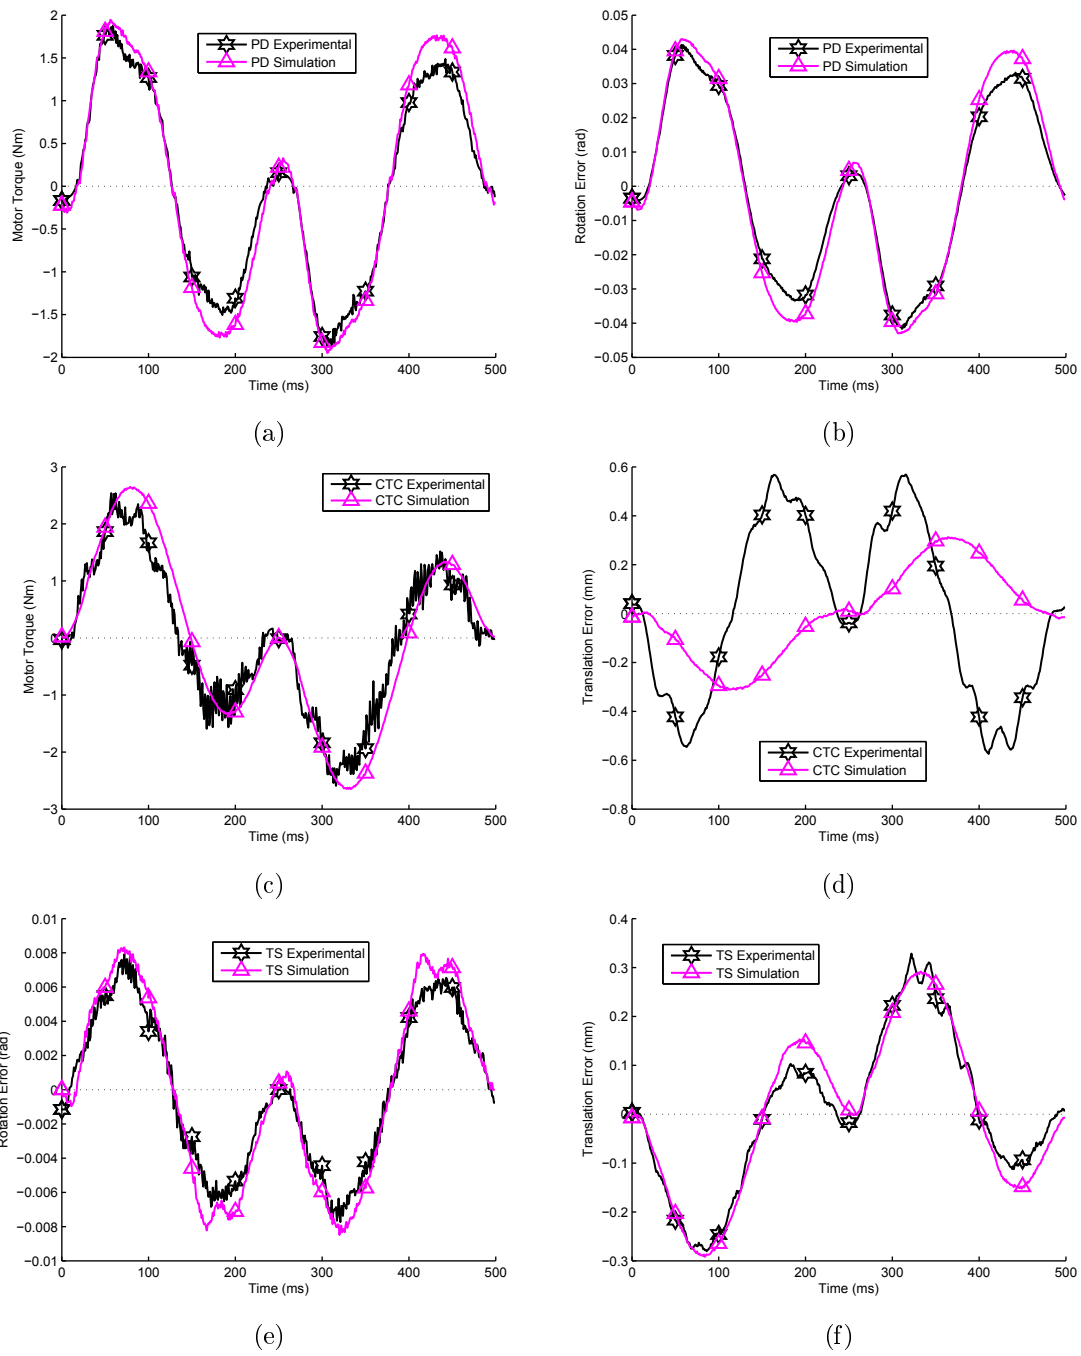 2
1.5
1
0.5
0
−0.5
−1
−1.5
−2
Motor Torque (Nm)
PD Experimental
PD Simulation
0 100 200 300 400 500
Time (ms)
(a)
0.05
0.04
0.03
0.02
0.01
0
−0.01
−0.02
−0.03
−0.04
−0.05
Rotation Error (rad)
PD Experimental
PD Simulation
0 100 200 300 400 500
Time (ms)
(b)
3
2
1
0
−1
−2
−3
Motor Torque (Nm)
CTC Experimental
CTC Simulation
0 100 200 300 400 500
Time (ms)
(c)
0.6
0.4
0.2
0
−0.2
−0.4
−0.6
−0.8
Translation Error (mm)
CTC Experimental
CTC Simulation
0 100 200 300 400 500
Time (ms)
(d)
0.01
0.008
0.006
0.004
0.002
0
−0.002
−0.004
−0.006
−0.008
−0.01
Rotation Error (rad)
TS Experimental
TS Simulation
0 100 200 300 400 500
Time (ms)
(e)
0.4
0.3
0.2
0.1
0
−0.1
−0.2
−0.3
Translation Error (mm)
TS Experimental
TS Simulation
0 100 200 300 400 500
Time (ms)
(f)